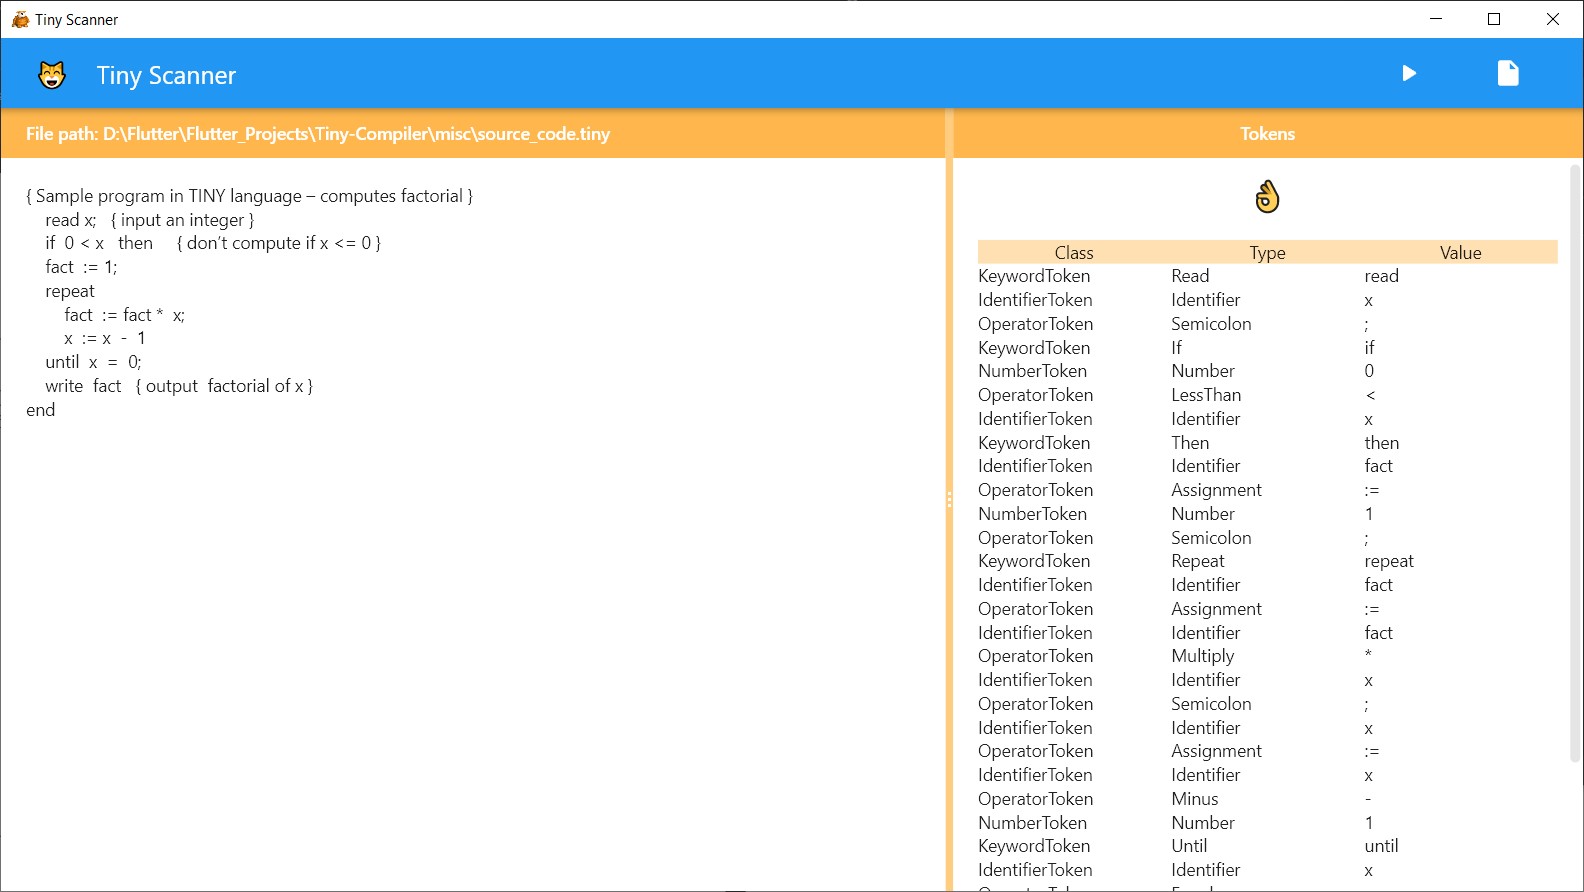 Tiny Scanner
Tiny Scanner
File path: D:\Flutter\Flutter_Projects\Tiny-Compiler\misc\source_code.tiny
{ Sample program in TINY language – computes factorial }
read x; { input an integer }
if 0 < x then { don’t compute if x <= 0 }
fact := 1;
repeat
fact := fact * x;
x := x - 1
until x = 0;
write fact { output factorial of x }
end
Tokens
Class Type Value
KeywordToken Read read
IdentifierToken Identifier x
OperatorToken Semicolon ;
KeywordToken If if
NumberToken Number 0
OperatorToken LessThan <
IdentifierToken Identifier x
KeywordToken Then then
IdentifierToken Identifier fact
OperatorToken Assignment :=
NumberToken Number 1
OperatorToken Semicolon ;
KeywordToken Repeat repeat
IdentifierToken Identifier fact
OperatorToken Assignment :=
IdentifierToken Identifier fact
OperatorToken Multiply *
IdentifierToken Identifier x
OperatorToken Semicolon ;
IdentifierToken Identifier x
OperatorToken Assignment :=
IdentifierToken Identifier x
OperatorToken Minus -
NumberToken Number 1
KeywordToken Until until
IdentifierToken Identifier x